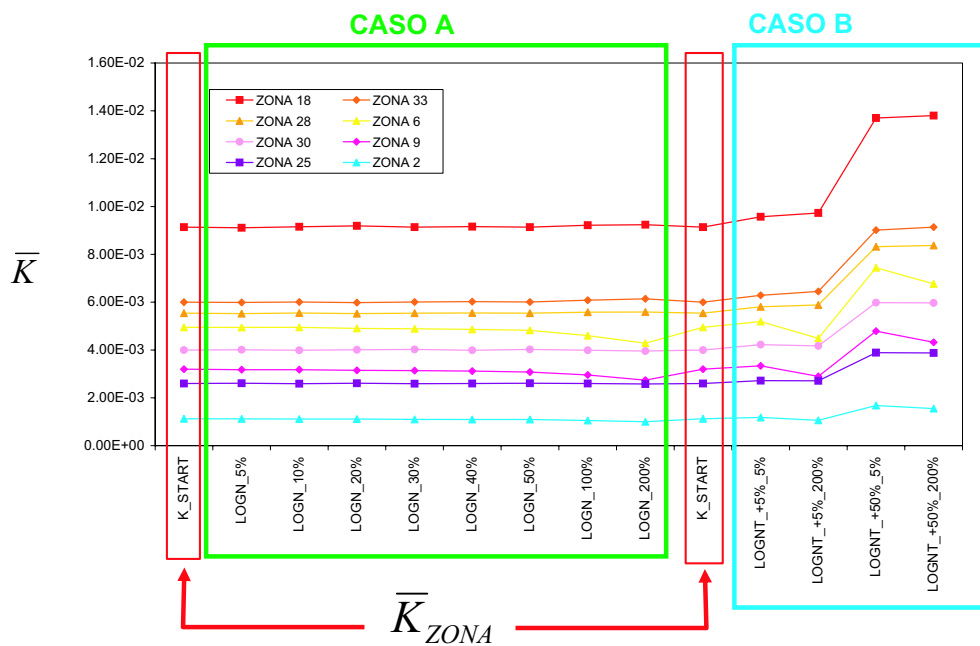 CASO A
CASO B
1.60E-02
1.40E-02
1.20E-02
1.00E-02
8.00E-03
6.00E-03
4.00E-03
2.00E-03
0.00E+00
K
ZONA 18
ZONA 33
ZONA 28
ZONA 6
ZONA 30
ZONA 9
ZONA 25
ZONA 2
K_START
LOGN_5%
LOGN_10%
LOGN_20%
LOGN_30%
LOGN_40%
LOGN_50%
LOGN_100%
LOGN_200%
K_START
LOGNT_+5%_5%
LOGNT_+5%_200%
LOGNT_+50%_5%
LOGNT_+50%_200%
K ZONA